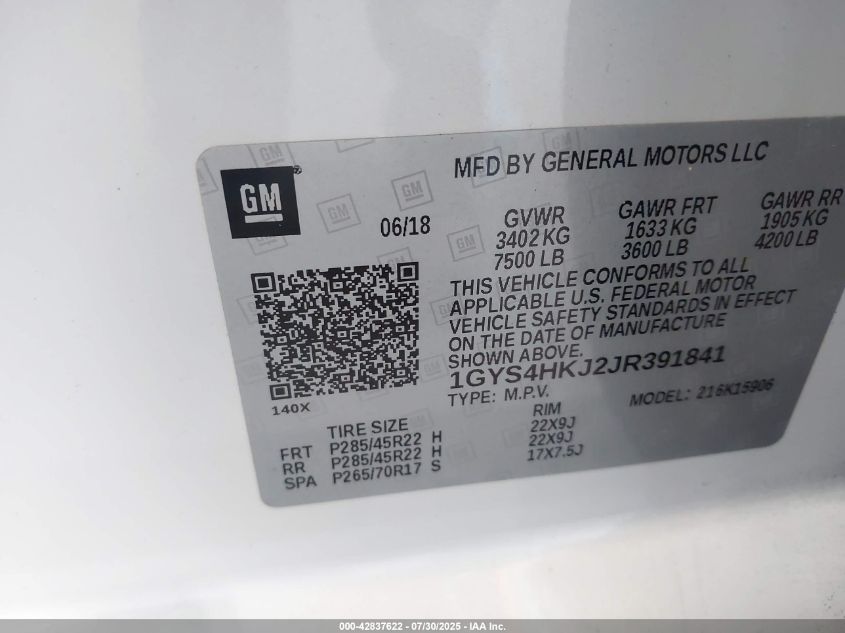 GM
MFD BY GENERAL MOTORS LLC
06/18
GVWR
3402 KG
7500 LB
GAWR FRT
1633 KG
3600 LB
GAWR RR
1905 KG
4200 LB
THIS VEHICLE CONFORMS TO ALL
APPLICABLE U.S. FEDERAL MOTOR
VEHICLE SAFETY STANDARDS IN EFFECT
ON THE DATE OF MANUFACTURE
SHOWN ABOVE.
1GYS4HKJ2JR391841
TYPE: M.P.V.
MODEL: 216K15906
140X
TIRE SIZE RIM
FRT P285/45R22 H 22X9J
RR P285/45R22 H 22X9J
SPA P265/70R17 S 17X7.5J
000-42837622 - 07/30/2025 - IAA Inc.